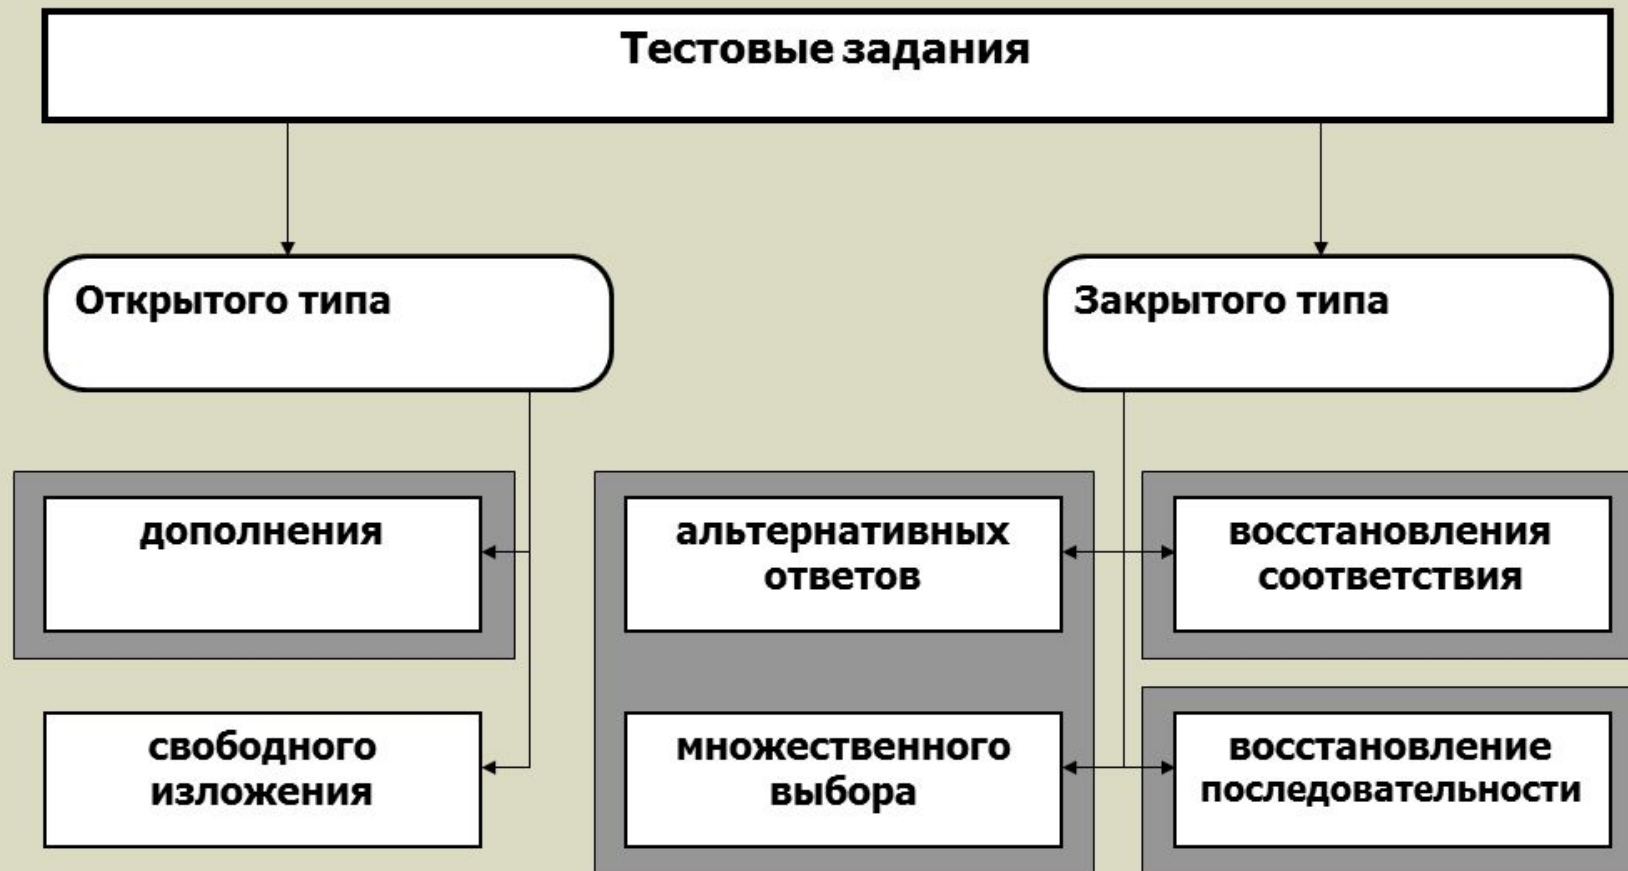 Тестовые задания
Открытого типа
Закрытого типа
дополнения
альтернативных
ответов
восстановления
соответствия
свободного
изложения
множественного
выбора
восстановление
последовательности